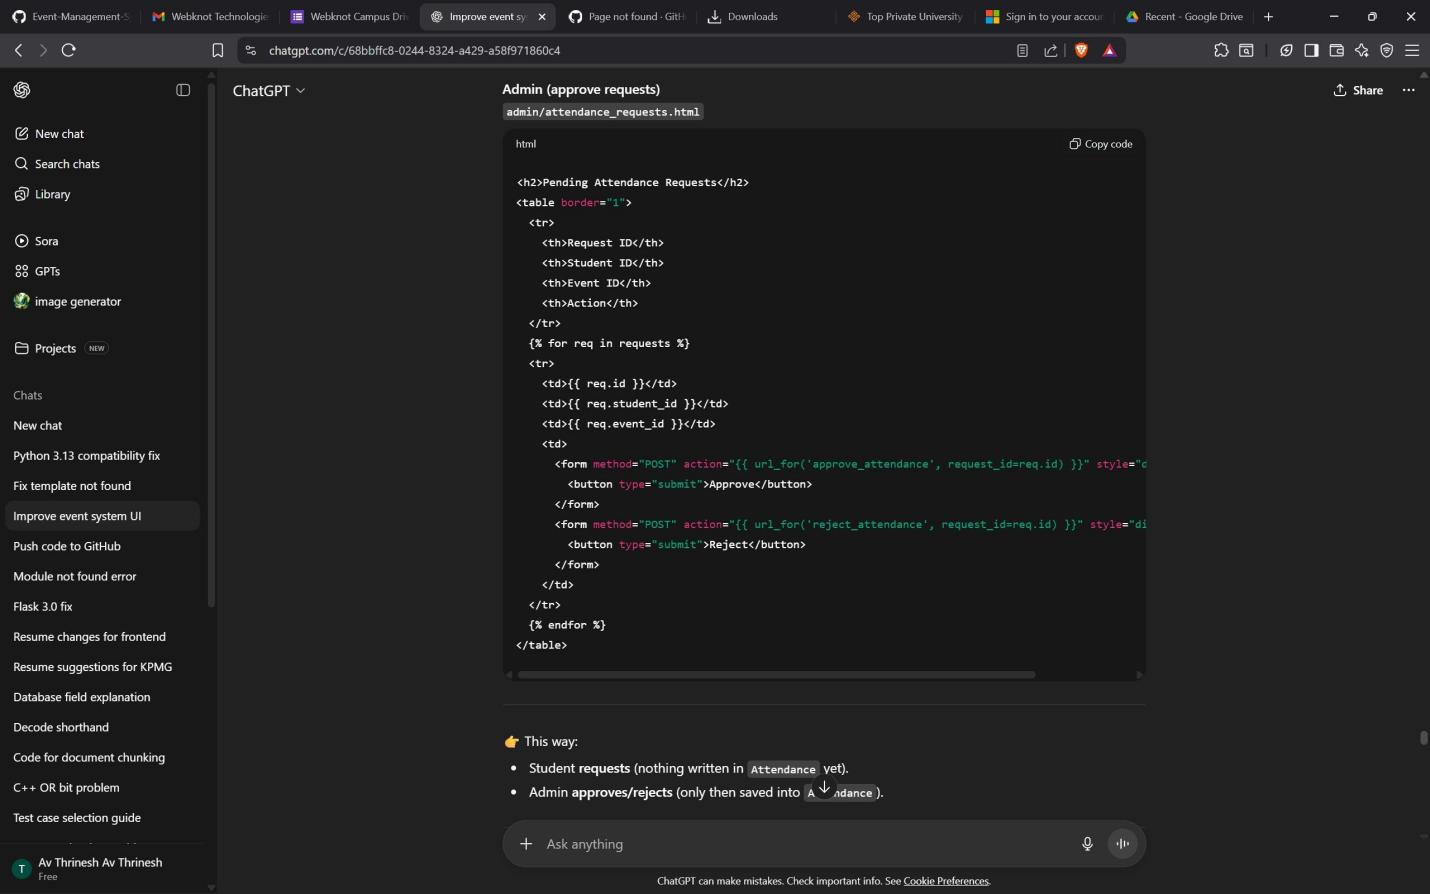 Event-Management-S
Webknot Technologie
Webknot Campus Dri
Improve event sy
Page not found · GitH
Downloads
Top Private University
Sign in to your accour
Recent - Google Drive
chatgpt.com/c/68bbffc8-0244-8324-a429-a58f971860c4
ChatGPT
Share
New chat
Search chats
Library
Sora
GPTs
image generator
Projects NEW
Chats
New chat
Python 3.13 compatibility fix
Fix template not found
Improve event system UI
Push code to GitHub
Module not found error
Flask 3.0 fix
Resume changes for frontend
Resume suggestions for KPMG
Database field explanation
Decode shorthand
Code for document chunking
C++ OR bit problem
Test case selection guide
T
Av Thrinesh Av Thrinesh
Free
Admin (approve requests)
admin/attendance_requests.html
html
Copy code
<h2>Pending Attendance Requests</h2>
<table border="1">
<tr>
<th>Request ID</th>
<th>Student ID</th>
<th>Event ID</th>
<th>Action</th>
</tr>
{% for req in requests %}
<tr>
<td>{{ req.id }}</td>
<td>{{ req.student_id }}</td>
<td>{{ req.event_id }}</td>
<td>
<form method="POST" action="{{ url_for('approve_attendance', request_id=req.id) }}" style="d
<button type="submit">Approve</button>
</form>
<form method="POST" action="{{ url_for('reject_attendance', request_id=req.id) }}" style="di
<button type="submit">Reject</button>
</form>
</td>
</tr>
{% endfor %}
</table>
👉 This way:
• Student requests (nothing written in Attendance yet).
• Admin approves/rejects (only then saved into Attendance).
Ask anything
ChatGPT can make mistakes. Check important info. See Cookie Preferences.